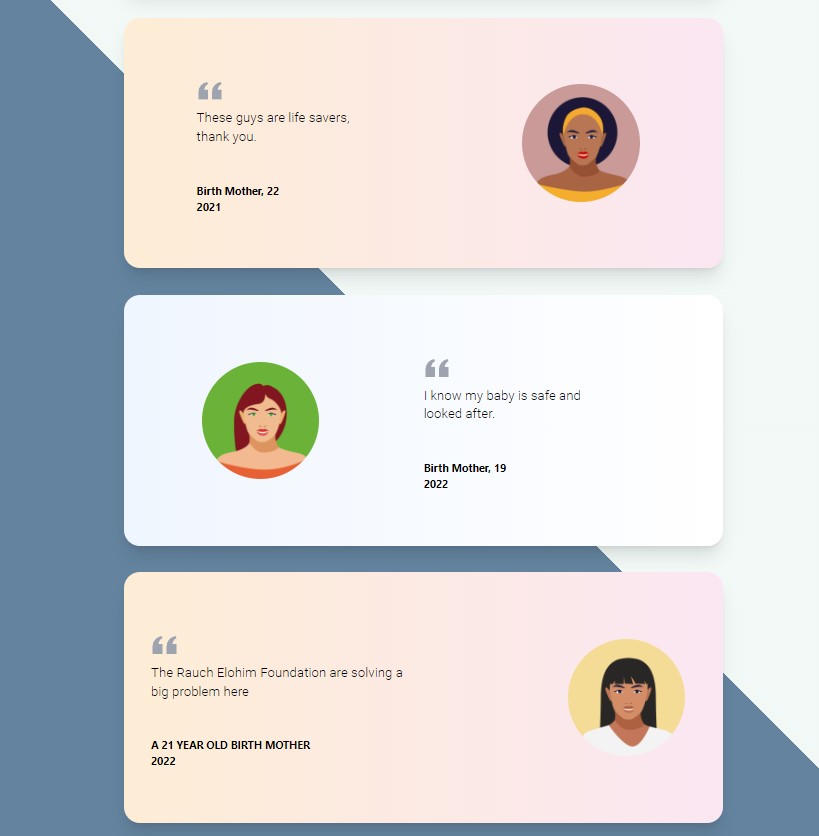 These guys are life savers,
thank you.
Birth Mother, 22
2021
I know my baby is safe and
looked after.
Birth Mother, 19
2022
The Rauch Elohim Foundation are solving a
big problem here
A 21 YEAR OLD BIRTH MOTHER
2022